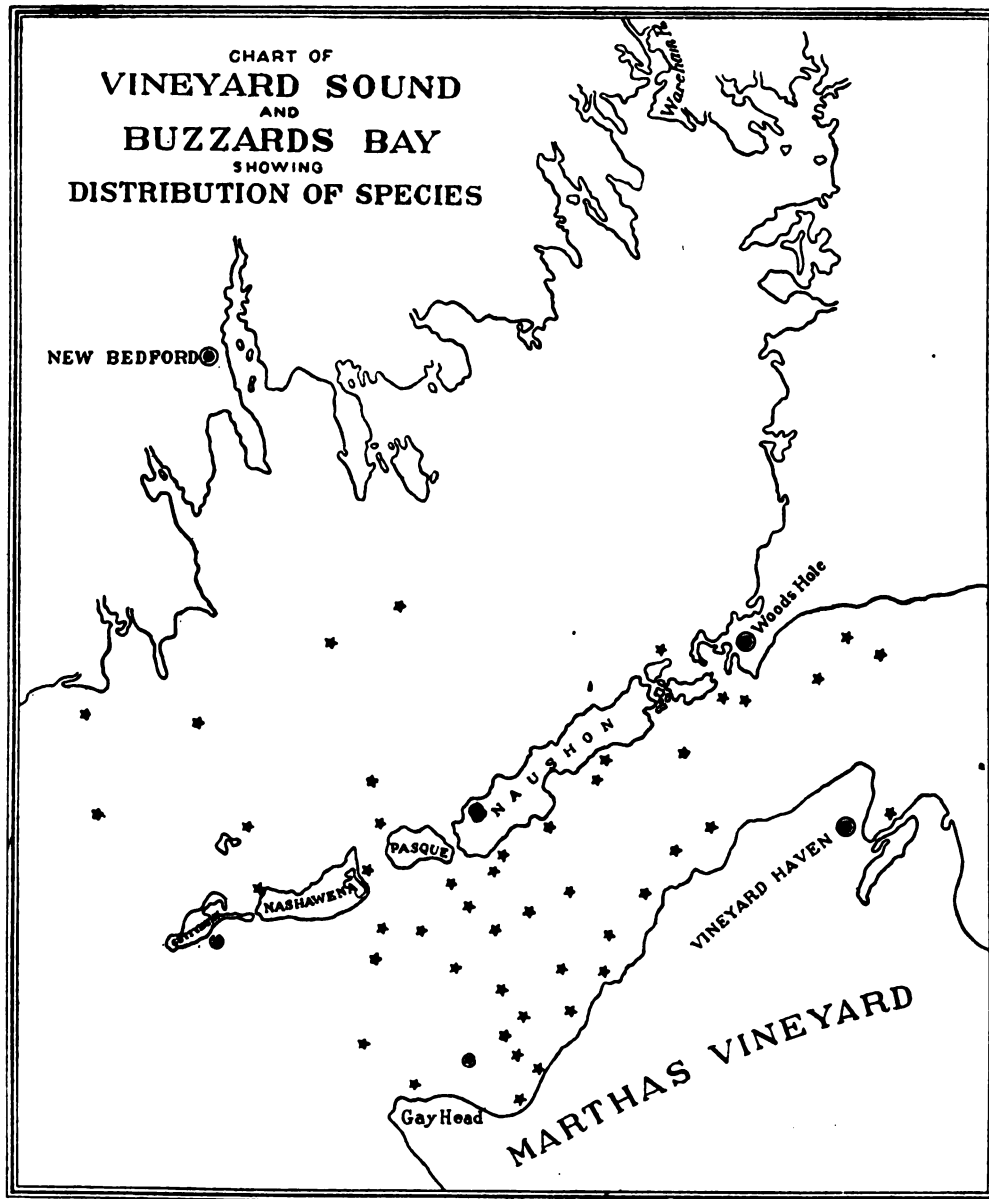 CHART OF
VINEYARD SOUND
AND
BUZZARDS BAY
SHOWING
DISTRIBUTION OF SPECIES
Wareham R.
NEW BEDFORD
Woods Hole
NAUSHON
PASQUE
NASHAWENA
VINEYARD HAVEN
MARTHAS VINEYARD
Gay Head